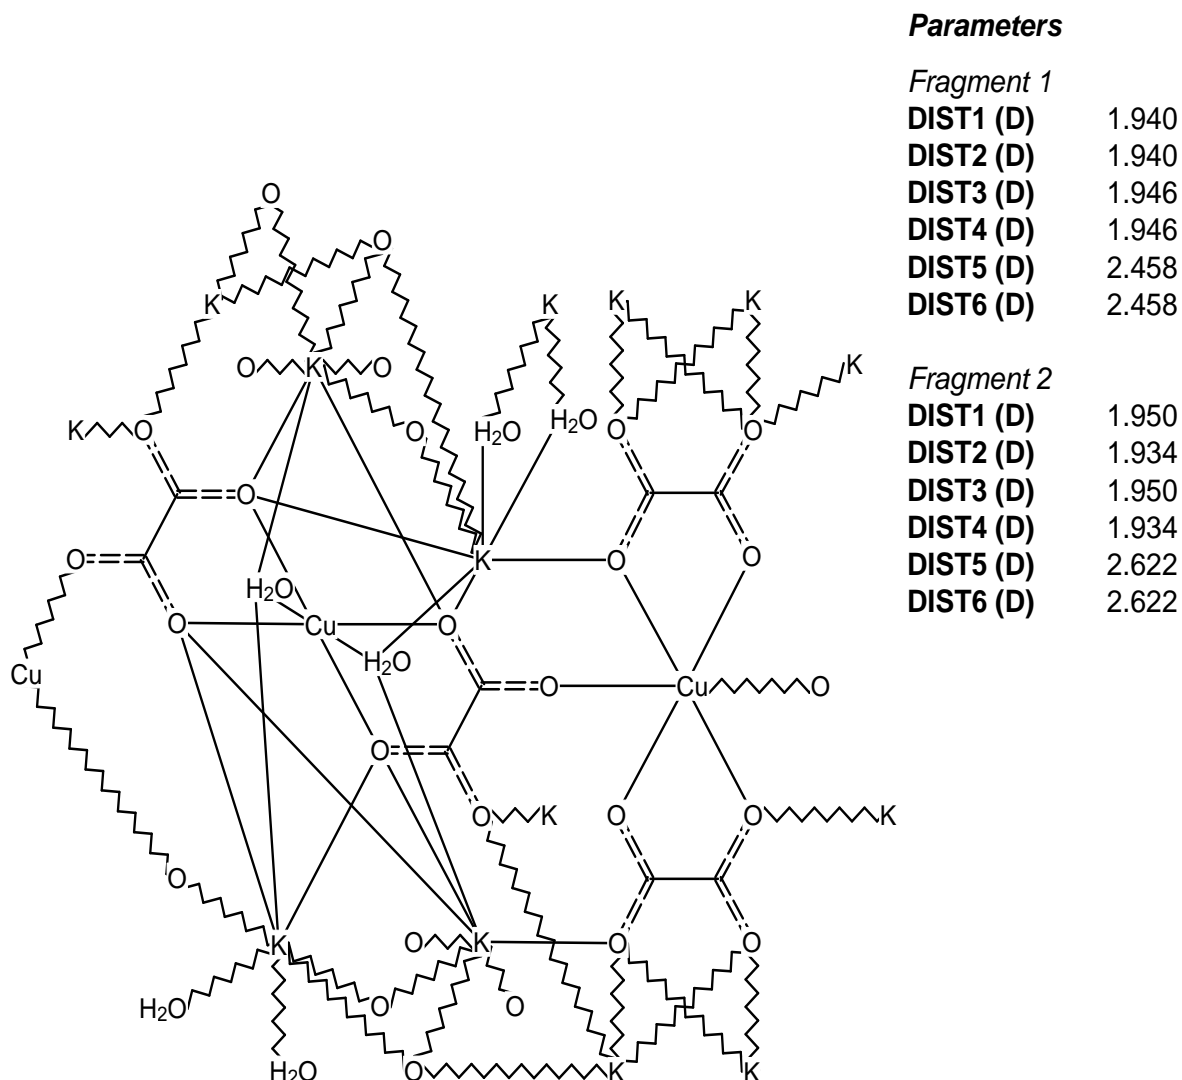 Parameters
Fragment 1
DIST1 (D) 1.940
DIST2 (D) 1.940
DIST3 (D) 1.946
DIST4 (D) 1.946
DIST5 (D) 2.458
DIST6 (D) 2.458
Fragment 2
DIST1 (D) 1.950
DIST2 (D) 1.934
DIST3 (D) 1.950
DIST4 (D) 1.934
DIST5 (D) 2.622
DIST6 (D) 2.622
O
O
K K K K
O K O K
K O O H₂O H₂O O O
O
O K O O
H₂O
O Cu O
H₂O
Cu O Cu O
O
O K O O K
O
K O K O O
H₂O O O
H₂O O K K